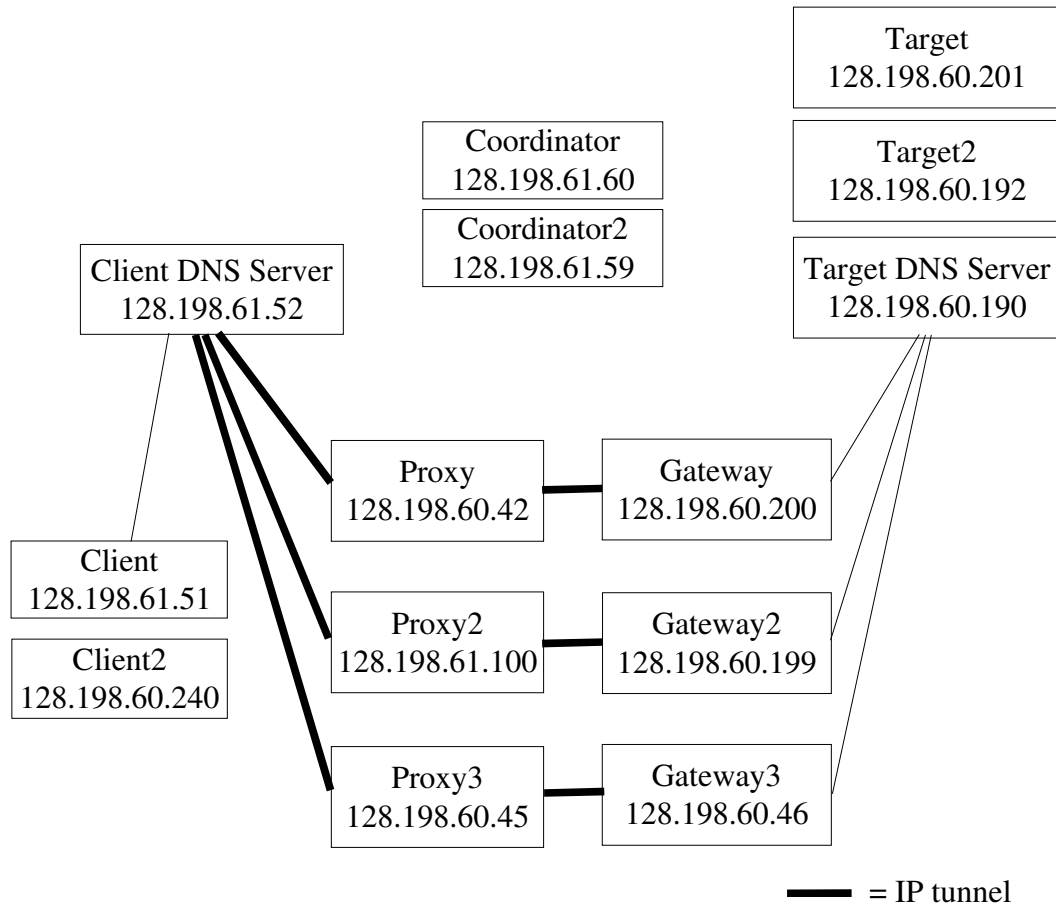 Target
128.198.60.201
Coordinator
128.198.61.60
Target2
128.198.60.192
Coordinator2
128.198.61.59
Client DNS Server
128.198.61.52
Target DNS Server
128.198.60.190
Proxy
128.198.60.42
Gateway
128.198.60.200
Client
128.198.61.51
Proxy2
128.198.61.100
Gateway2
128.198.60.199
Client2
128.198.60.240
Proxy3
128.198.60.45
Gateway3
128.198.60.46
= IP tunnel